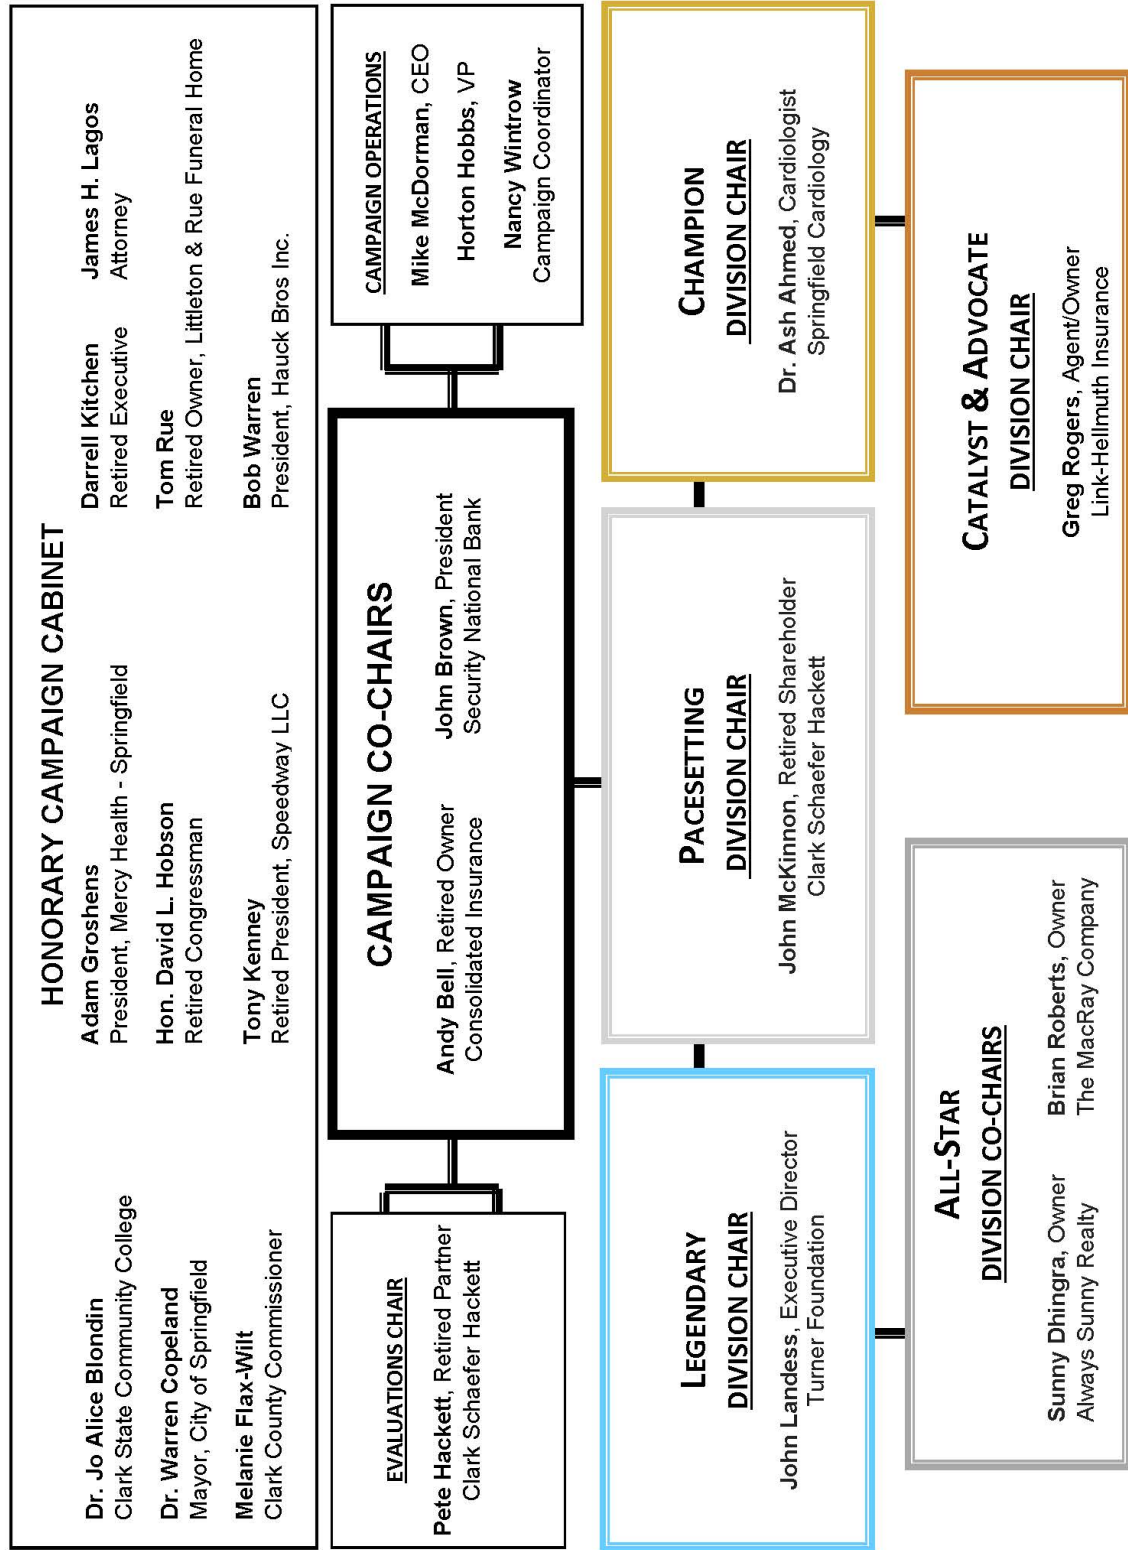 HONORARY CAMPAIGN CABINET
Dr. Jo Alice Blondin
Clark State Community College
Dr. Warren Copeland
Mayor, City of Springfield
Melanie Flax-Wilt
Clark County Commissioner
Adam Groshens
President, Mercy Health - Springfield
Hon. David L. Hobson
Retired Congressman
Tony Kenney
Retired President, Speedway LLC
Darrell Kitchen
Retired Executive
James H. Lagos
Attorney
Tom Rue
Retired Owner, Littleton & Rue Funeral Home
Bob Warren
President, Hauck Bros Inc.
EVALUATIONS CHAIR
Pete Hackett, Retired Partner
Clark Schaefer Hackett
CAMPAIGN CO-CHAIRS
Andy Bell, Retired Owner
Consolidated Insurance
John Brown, President
Security National Bank
CAMPAIGN OPERATIONS
Mike McDorman, CEO
Horton Hobbs, VP
Nancy Wintrow
Campaign Coordinator
LEGENDARY
DIVISION CHAIR
John Landess, Executive Director
Turner Foundation
PACESETTING
DIVISION CHAIR
John McKinnon, Retired Shareholder
Clark Schaefer Hackett
CHAMPION
DIVISION CHAIR
Dr. Ash Ahmed, Cardiologist
Springfield Cardiology
ALL-STAR
DIVISION CO-CHAIRS
Sunny Dhingra, Owner
Always Sunny Realty
Brian Roberts, Owner
The MacRay Company
CATALYST & ADVOCATE
DIVISION CHAIR
Greg Rogers, Agent/Owner
Link-Hellmuth Insurance